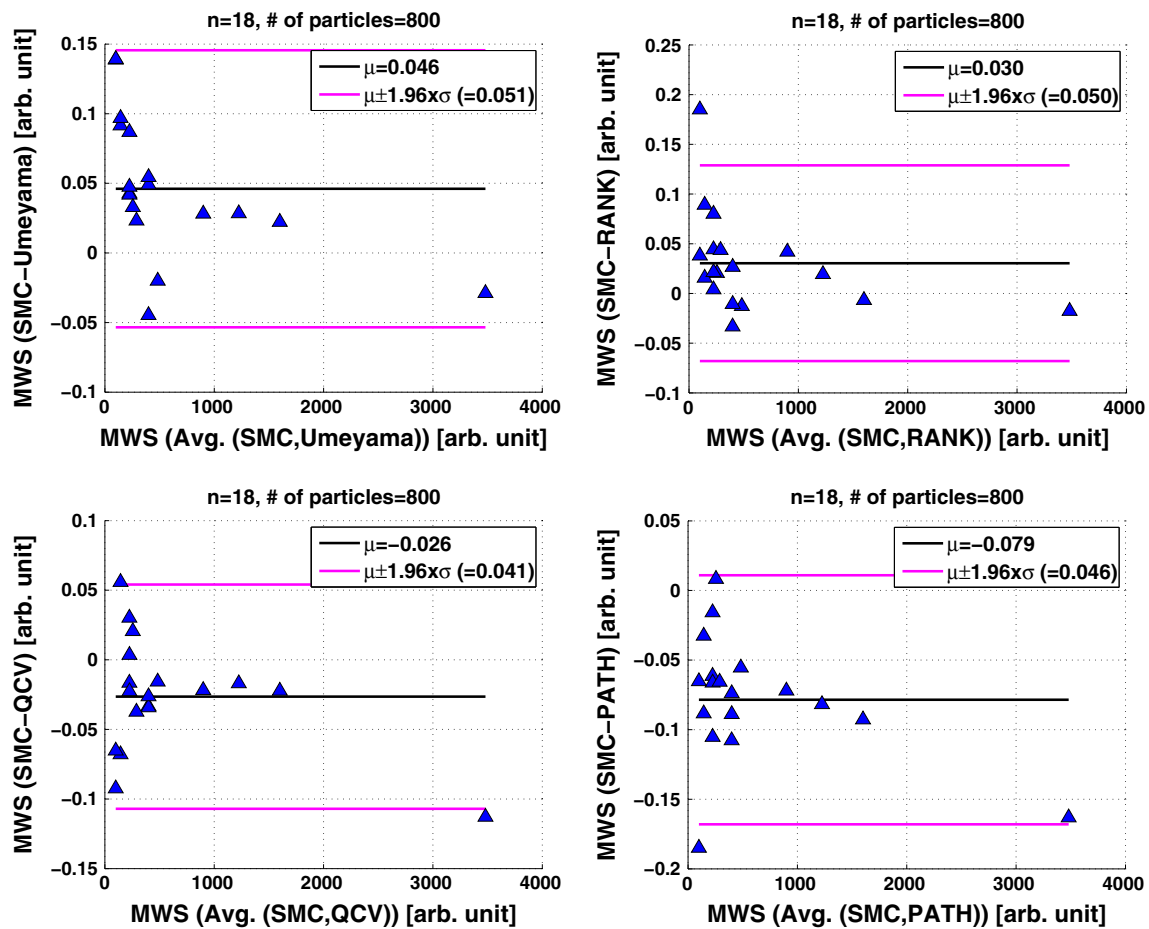 n=18, # of particles=800
MWS (SMC−Umeyama) [arb. unit]
0.15
0.1
0.05
0
−0.05
−0.1
μ=0.046
μ±1.96xσ (=0.051)
0 1000 2000 3000 4000
MWS (Avg. (SMC,Umeyama)) [arb. unit]
n=18, # of particles=800
MWS (SMC−RANK) [arb. unit]
0.25
0.2
0.15
0.1
0.05
0
−0.05
−0.1
μ=0.030
μ±1.96xσ (=0.050)
0 1000 2000 3000 4000
MWS (Avg. (SMC,RANK)) [arb. unit]
n=18, # of particles=800
MWS (SMC−QCV) [arb. unit]
0.1
0.05
0
−0.05
−0.1
−0.15
μ=−0.026
μ±1.96xσ (=0.041)
0 1000 2000 3000 4000
MWS (Avg. (SMC,QCV)) [arb. unit]
n=18, # of particles=800
MWS (SMC−PATH) [arb. unit]
0.05
0
−0.05
−0.1
−0.15
−0.2
μ=−0.079
μ±1.96xσ (=0.046)
0 1000 2000 3000 4000
MWS (Avg. (SMC,PATH)) [arb. unit]